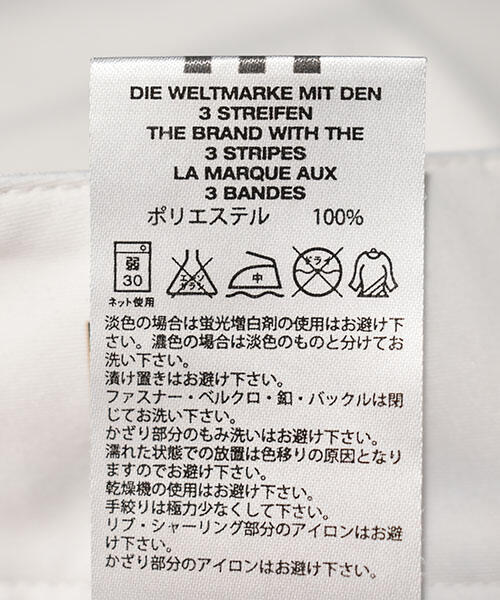 DIE WELTMARKE MIT DEN
3 STREIFEN
THE BRAND WITH THE
3 STRIPES
LA MARQUE AUX
3 BANDES
ポリエステル 100%
弱
30
エンソ
サラシ
中
ドライ
ネット使用
淡色の場合は蛍光増白剤の使用はお避け下
さい。濃色の場合は淡色のものと分けてお
洗い下さい。
漬け置きはお避け下さい。
ファスナー・ベルクロ・釦・バックルは閉
じてお洗い下さい。
かざり部分のもみ洗いはお避け下さい。
濡れた状態での放置は色移りの原因となり
ますのでお避け下さい。
乾燥機の使用はお避け下さい。
手絞りは極力少なくして下さい。
リブ・シャーリング部分のアイロンはお避
け下さい。
かざり部分のアイロンはお避け下さい。